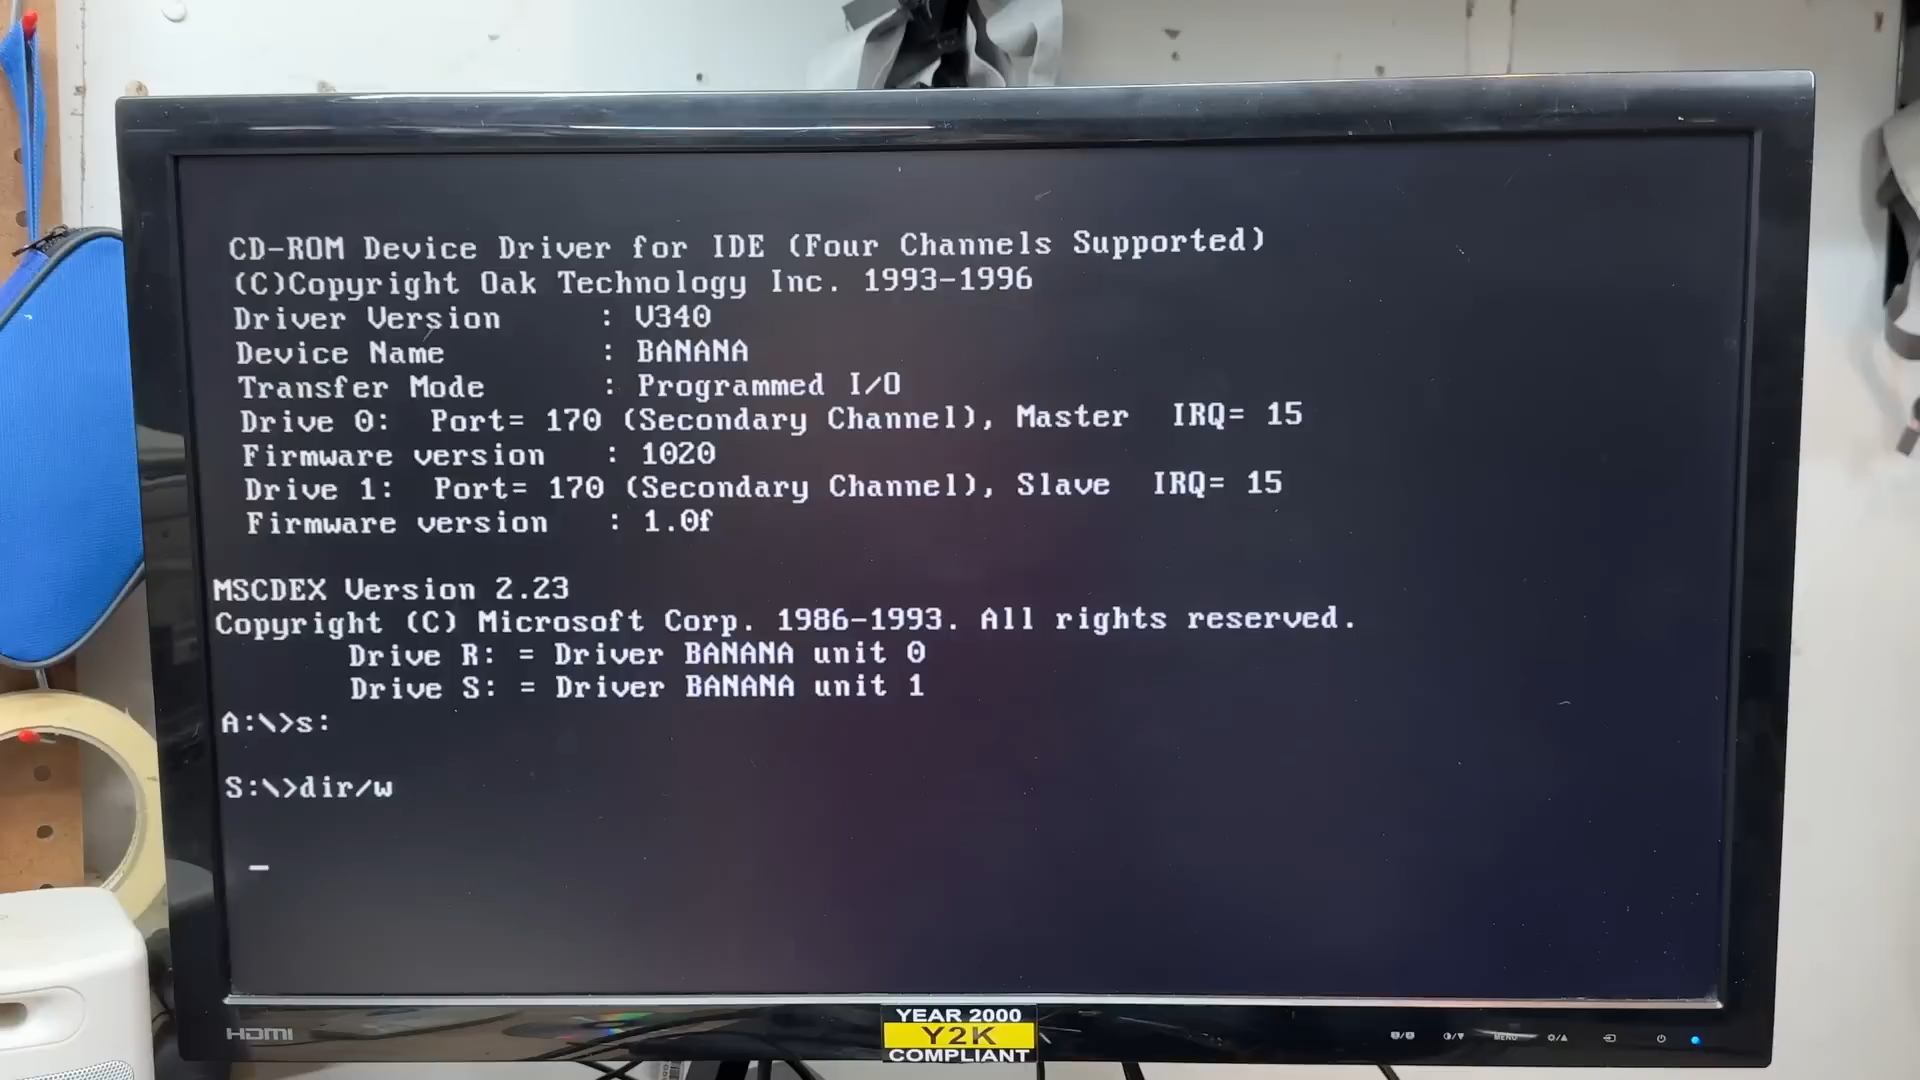 CD-ROM Device Driver for IDE (Four Channels Supported)
(C)Copyright Oak Technology Inc. 1993-1996
Driver Version : V340
Device Name : BANANA
Transfer Mode : Programmed I/O
Drive 0: Port= 170 (Secondary Channel), Master IRQ= 15
Firmware version : 1020
Drive 1: Port= 170 (Secondary Channel), Slave IRQ= 15
Firmware version : 1.0f
MSCDEX Version 2.23
Copyright (C) Microsoft Corp. 1986-1993. All rights reserved.
Drive R: = Driver BANANA unit 0
Drive S: = Driver BANANA unit 1
A:\>s:
S:\>dir/w
_
HDMI
YEAR 2000
Y2K
COMPLIANT
MENU